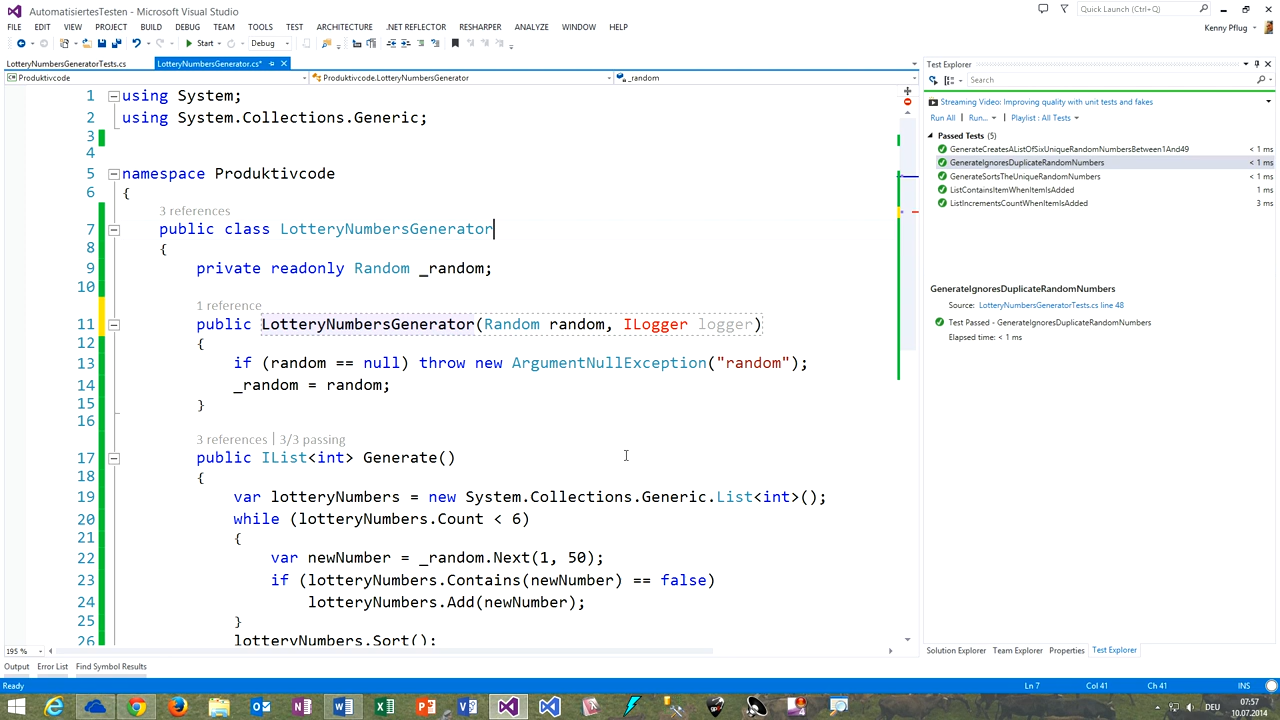 AutomatisiertesTesten - Microsoft Visual Studio
Quick Launch (Ctrl+Q)
FILE EDIT VIEW PROJECT BUILD DEBUG TEAM TOOLS TEST ARCHITECTURE .NET REFLECTOR RESHARPER ANALYZE WINDOW HELP
Kenny Pflug
Start
Debug
LotteryNumbersGeneratorTests.cs
LotteryNumbersGenerator.cs*
Produktivcode
Produktivcode.LotteryNumbersGenerator
_random
1 using System;
2 using System.Collections.Generic;
3
4
5 namespace Produktivcode
6 {
3 references
7 public class LotteryNumbersGenerator
8 {
9 private readonly Random _random;
10
1 reference
11 public LotteryNumbersGenerator(Random random, ILogger logger)
12 {
13 if (random == null) throw new ArgumentNullException("random");
14 _random = random;
15 }
16
3 references | 3/3 passing
17 public IList<int> Generate()
18 {
19 var lotteryNumbers = new System.Collections.Generic.List<int>();
20 while (lotteryNumbers.Count < 6)
21 {
22 var newNumber = _random.Next(1, 50);
23 if (lotteryNumbers.Contains(newNumber) == false)
24 lotteryNumbers.Add(newNumber);
25 }
26 lotteryNumbers.Sort();
195 %
Test Explorer
Search
Streaming Video: Improving quality with unit tests and fakes
Run All | Run... | Playlist : All Tests
Passed Tests (5)
GenerateCreatesAListOfSixUniqueRandomNumbersBetween1And49 < 1 ms
GenerateIgnoresDuplicateRandomNumbers < 1 ms
GenerateSortsTheUniqueRandomNumbers < 1 ms
ListContainsItemWhenItemIsAdded 1 ms
ListIncrementsCountWhenItemIsAdded 3 ms
GenerateIgnoresDuplicateRandomNumbers
Source: LotteryNumbersGeneratorTests.cs line 48
Test Passed - GenerateIgnoresDuplicateRandomNumbers
Elapsed time: < 1 ms
Solution Explorer Team Explorer Properties Test Explorer
Output Error List Find Symbol Results
Ready
Ln 7 Col 41 Ch 41 INS
DEU
07:57
10.07.2014